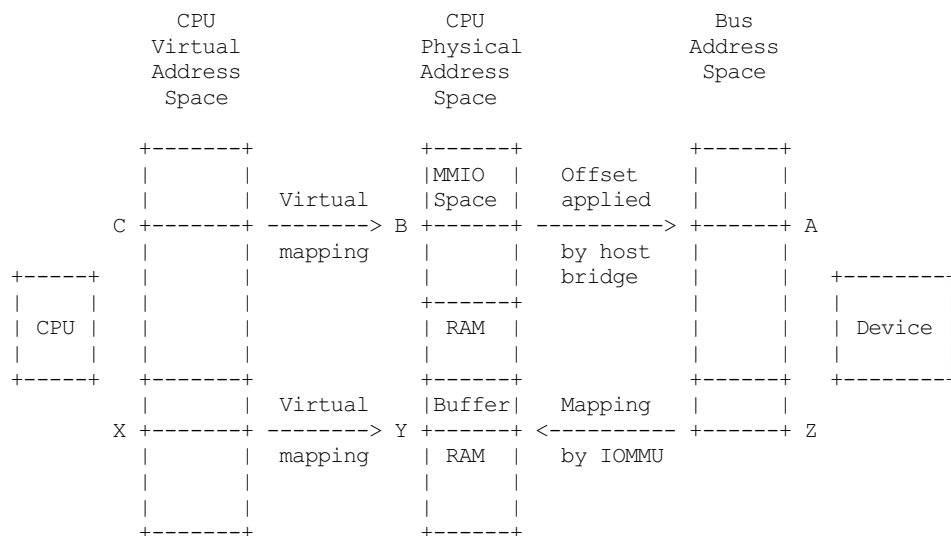 CPU CPU Bus
Virtual Physical Address
Address Address Space
Space Space
+-------+ +------+ +------+
| | |MMIO | Offset | |
| | Virtual |Space | applied | |
C +-------+ --------> B +------+ ----------> +------+ A
| | mapping | | by host | |
+-----+ | | | | bridge | | +--------+
| | | | +------+ | | | |
| CPU | | | | RAM | | | | Device |
| | | | | | | | | |
+-----+ +-------+ +------+ +------+ +--------+
| | Virtual |Buffer| Mapping | |
X +-------+ --------> Y +------+ <---------- +------+ Z
| | mapping | RAM | by IOMMU
| | | |
| | | |
+-------+ +------+